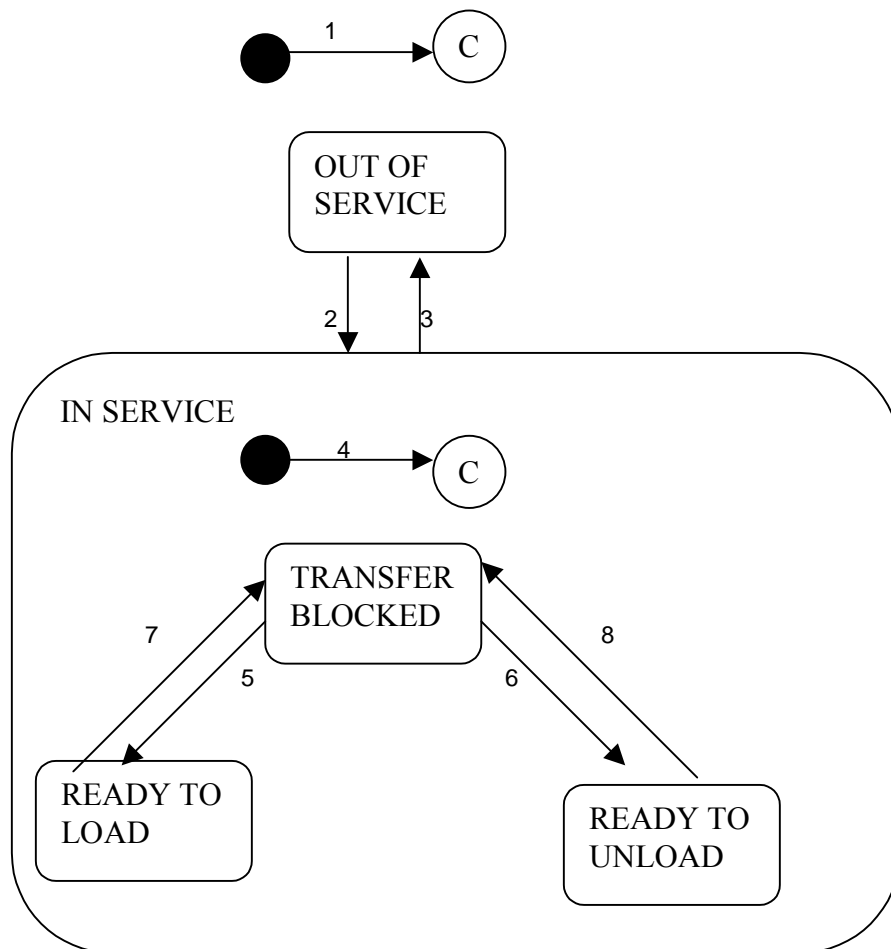 1
C
OUT OF
SERVICE
2
3
IN SERVICE
4
C
TRANSFER
BLOCKED
7
8
5
6
READY TO
LOAD
READY TO
UNLOAD